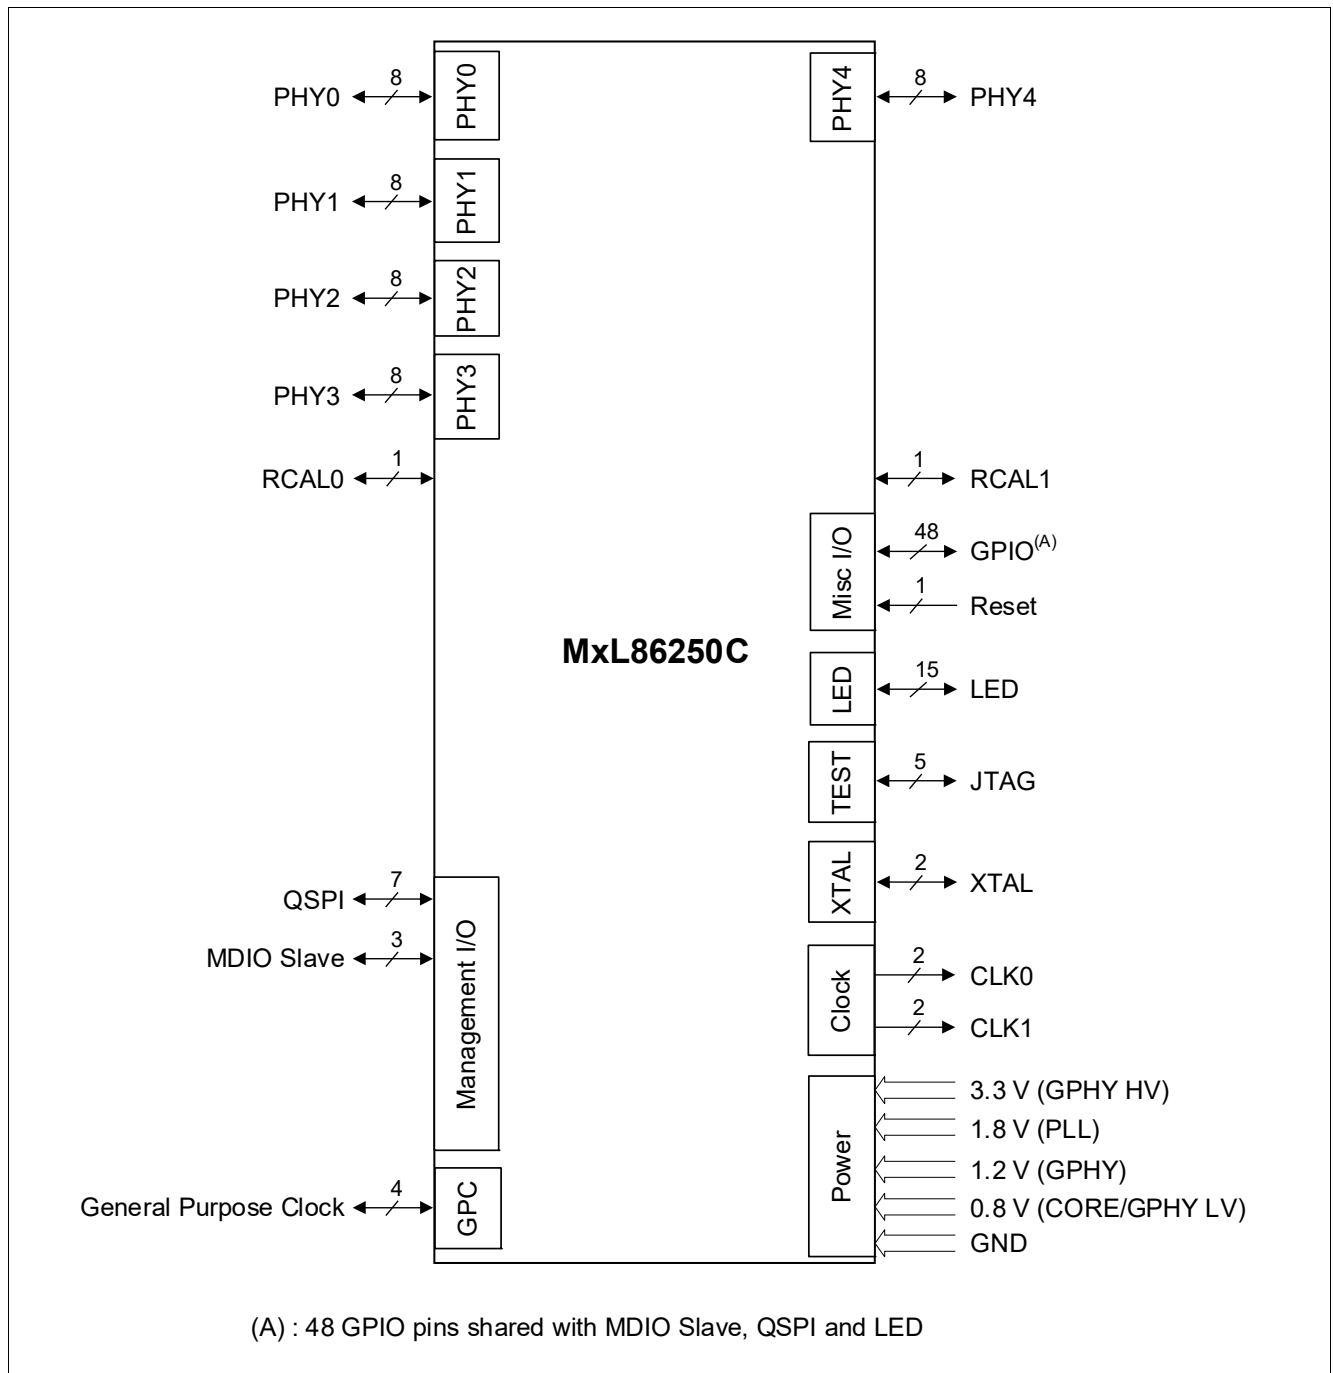 PHY0
8
PHY0
PHY4
8
PHY4
PHY1
8
PHY1
PHY2
8
PHY2
PHY3
8
PHY3
RCAL0
1
1
RCAL1
Misc I/O
48
GPIO(A)
1
Reset
MxL86250C
LED
15
LED
TEST
5
JTAG
XTAL
2
XTAL
QSPI
7
MDIO Slave
3
Management I/O
Clock
2
CLK0
2
CLK1
Power
3.3 V (GPHY HV)
1.8 V (PLL)
1.2 V (GPHY)
0.8 V (CORE/GPHY LV)
GND
General Purpose Clock
4
GPC
(A) : 48 GPIO pins shared with MDIO Slave, QSPI and LED